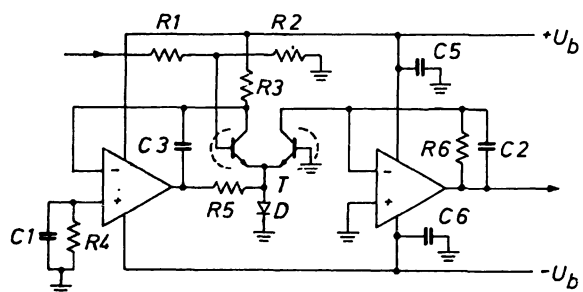 R1
R2
+U_b
C5
R3
C3
R6
C2
-
+
R5
T
D
-
+
C1
R4
C6
-U_b